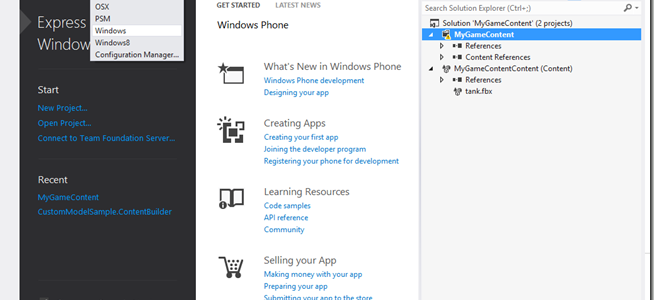 Express
Window
OSX
PSM
Windows
Windows8
Configuration Manager...
Start
New Project...
Open Project...
Connect to Team Foundation Server...
Recent
MyGameContent
CustomModelSample.ContentBuilder
GET STARTED
LATEST NEWS
Windows Phone
What's New in Windows Phone
Windows Phone development
Designing your app
Creating Apps
Creating your first app
Joining the developer program
Registering your phone for development
Learning Resources
Code samples
API reference
Community
Selling your App
Making money with your app
Preparing your app
Submitting your app to the store
Search Solution Explorer (Ctrl+;)
Solution 'MyGameContent' (2 projects)
MyGameContent
References
Content References
MyGameContentContent (Content)
References
tank.fbx